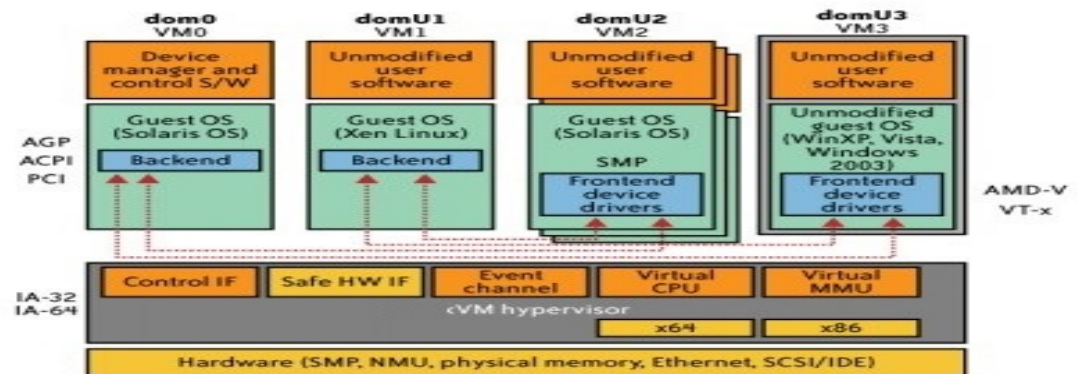 dom0
VM0
domU1
VM1
domU2
VM2
domU3
VM3
Device
manager and
control S/W
Unmodified
user
software
Unmodified
user
software
Unmodified
user
software
AGP
ACPI
PCI
Guest OS
(Solaris OS)
Backend
Guest OS
(Xen Linux)
Backend
Guest OS
(Solaris OS)
SMP
Frontend
device
drivers
Unmodified
guest OS
(WinXP, Vista,
Windows
2003)
Frontend
device
drivers
AMD-V
VT-x
IA-32
IA-64
Control IF
Safe HW IF
Event
channel
Virtual
CPU
Virtual
MMU
VM hypervisor
x64
x86
Hardware (SMP, NMU, physical memory, Ethernet, SCSI/IDE)